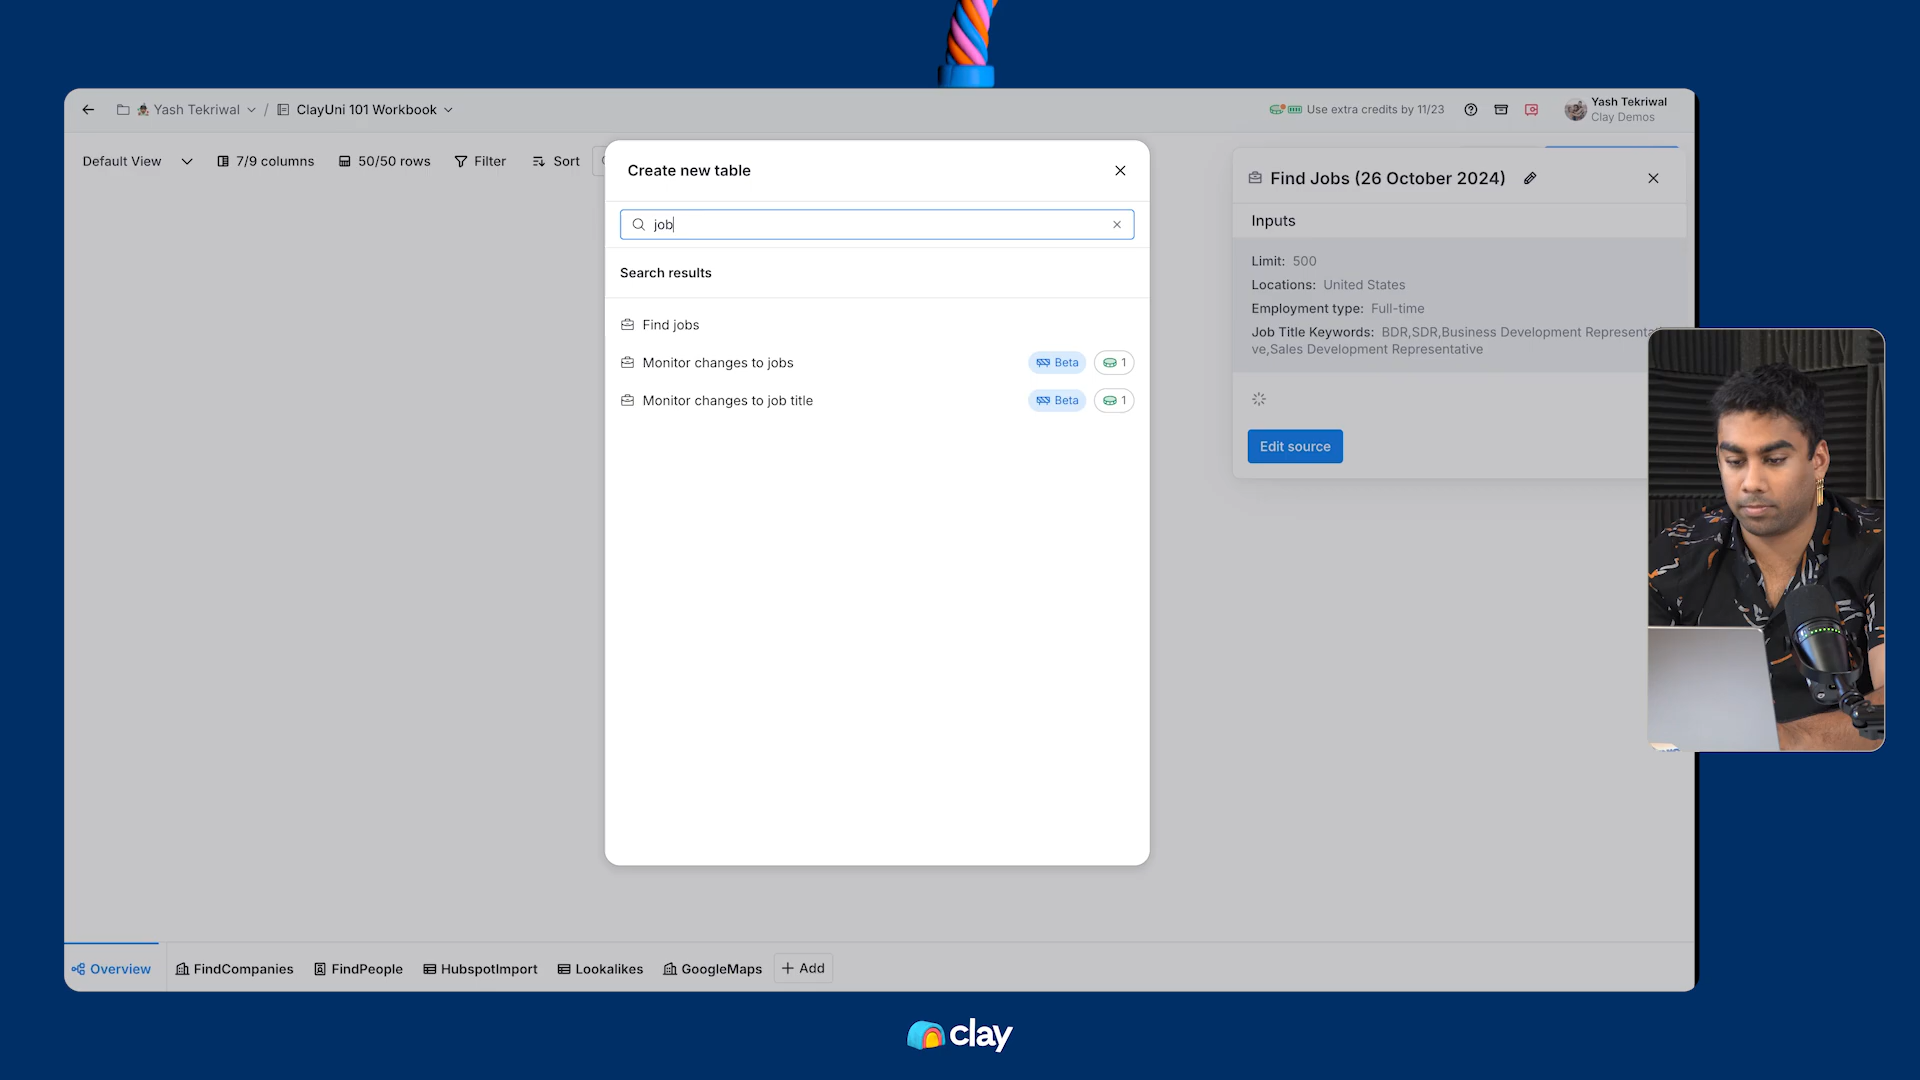 Yash Tekriwal / ClayUni 101 Workbook
Use extra credits by 11/23
Yash Tekriwal
Clay Demos
Default View
7/9 columns
50/50 rows
Filter
Sort
Create new table
job
Search results
Find jobs
Monitor changes to jobs
Beta
1
Monitor changes to job title
Beta
1
Find Jobs (26 October 2024)
Inputs
Limit: 500
Locations: United States
Employment type: Full-time
Job Title Keywords: BDR,SDR,Business Development Representa
ve,Sales Development Representative
Edit source
Overview
FindCompanies
FindPeople
HubspotImport
Lookalikes
GoogleMaps
+ Add
clay